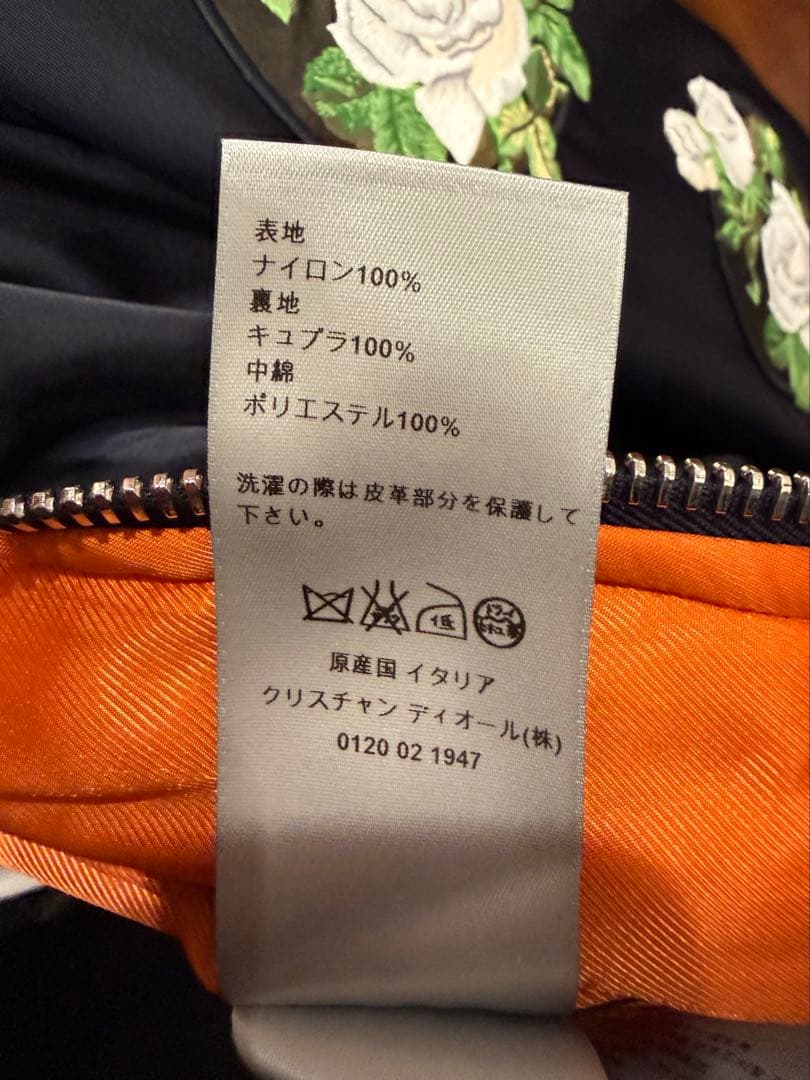 表地
ナイロン100%
裏地
キュプラ100%
中綿
ポリエステル100%
洗濯の際は皮革部分を保護して
下さい。
低
ドライ
原産国 イタリア
クリスチャン ディオール(株)
0120 02 1947